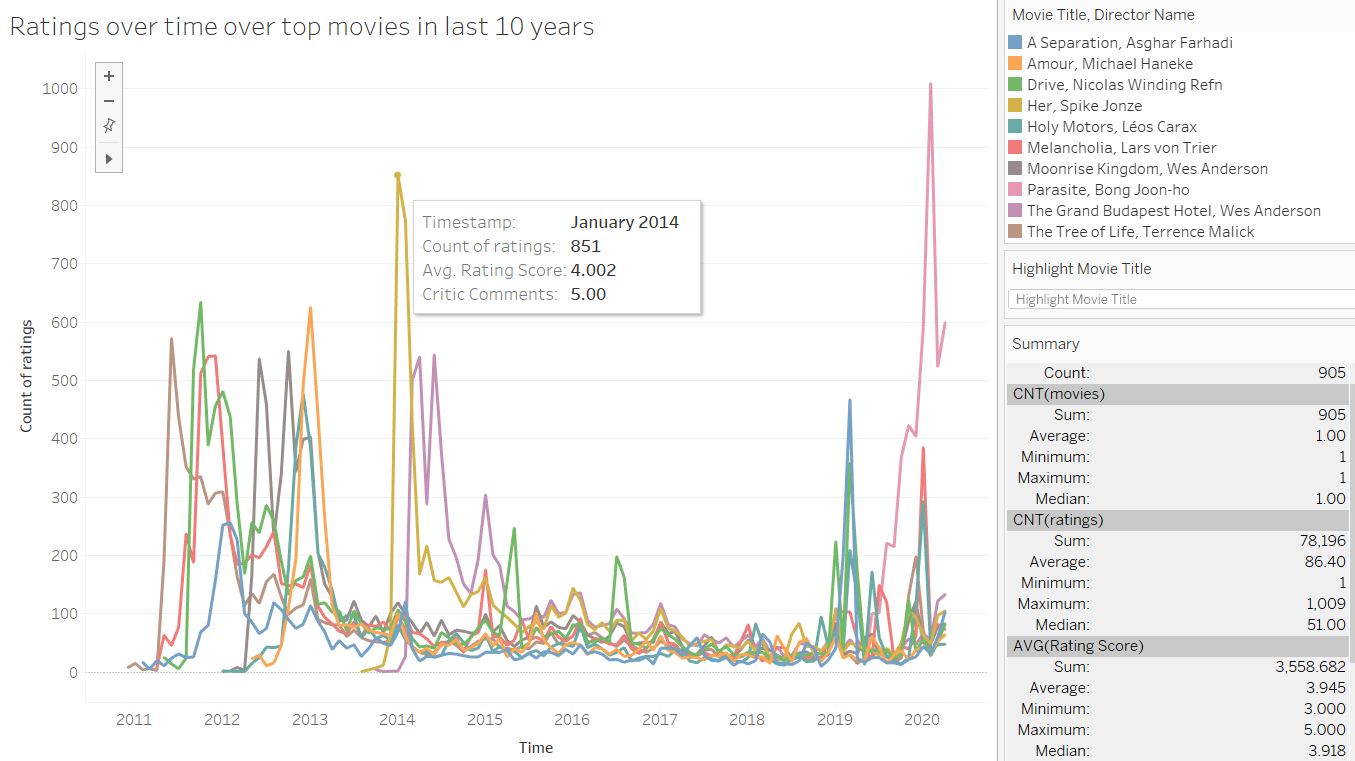 Ratings over time over top movies in last 10 years
+
−
1000
900
800
700
600
500
400
300
200
100
0
Count of ratings
Timestamp: January 2014
Count of ratings: 851
Avg. Rating Score: 4.002
Critic Comments: 5.00
2011 2012 2013 2014 2015 2016 2017 2018 2019 2020
Time
Movie Title, Director Name
A Separation, Asghar Farhadi
Amour, Michael Haneke
Drive, Nicolas Winding Refn
Her, Spike Jonze
Holy Motors, Léos Carax
Melancholia, Lars von Trier
Moonrise Kingdom, Wes Anderson
Parasite, Bong Joon-ho
The Grand Budapest Hotel, Wes Anderson
The Tree of Life, Terrence Malick
Highlight Movie Title
Highlight Movie Title
Summary
Count: 905
CNT(movies)
Sum: 905
Average: 1.00
Minimum: 1
Maximum: 1
Median: 1.00
CNT(ratings)
Sum: 78,196
Average: 86.40
Minimum: 1
Maximum: 1,009
Median: 51.00
AVG(Rating Score)
Sum: 3,558.682
Average: 3.945
Minimum: 3.000
Maximum: 5.000
Median: 3.918